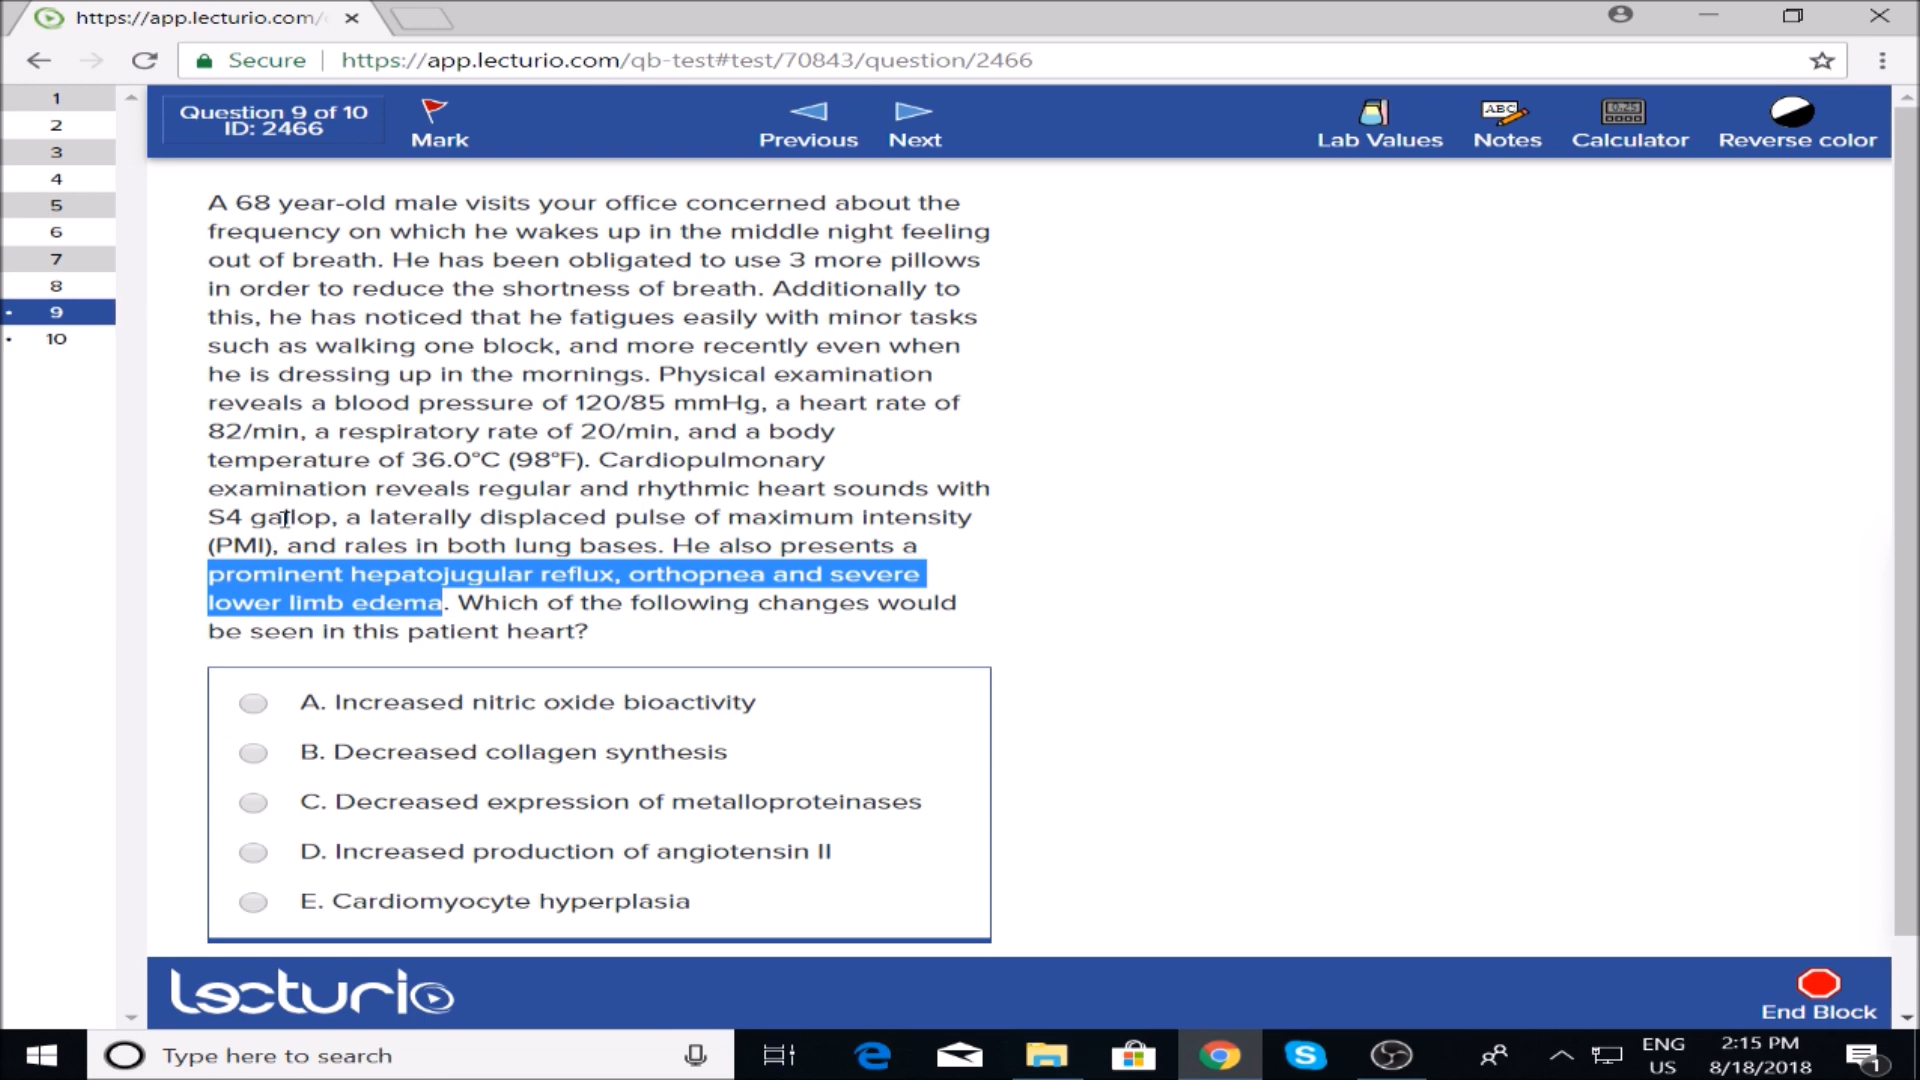 https://app.lecturio.com/
Secure
https://app.lecturio.com/qb-test#test/70843/question/2466
1
2
3
4
5
6
7
8
9
10
Question 9 of 10
ID: 2466
Mark
Previous
Next
Lab Values
ABC
Notes
Calculator
Reverse color
A 68 year-old male visits your office concerned about the
frequency on which he wakes up in the middle night feeling
out of breath. He has been obligated to use 3 more pillows
in order to reduce the shortness of breath. Additionally to
this, he has noticed that he fatigues easily with minor tasks
such as walking one block, and more recently even when
he is dressing up in the mornings. Physical examination
reveals a blood pressure of 120/85 mmHg, a heart rate of
82/min, a respiratory rate of 20/min, and a body
temperature of 36.0°C (98°F). Cardiopulmonary
examination reveals regular and rhythmic heart sounds with
S4 gallop, a laterally displaced pulse of maximum intensity
(PMI), and rales in both lung bases. He also presents a
prominent hepatojugular reflux, orthopnea and severe
lower limb edema. Which of the following changes would
be seen in this patient heart?
A. Increased nitric oxide bioactivity
B. Decreased collagen synthesis
C. Decreased expression of metalloproteinases
D. Increased production of angiotensin II
E. Cardiomyocyte hyperplasia
lecturio
End Block
Type here to search
ENG
US
2:15 PM
8/18/2018
1